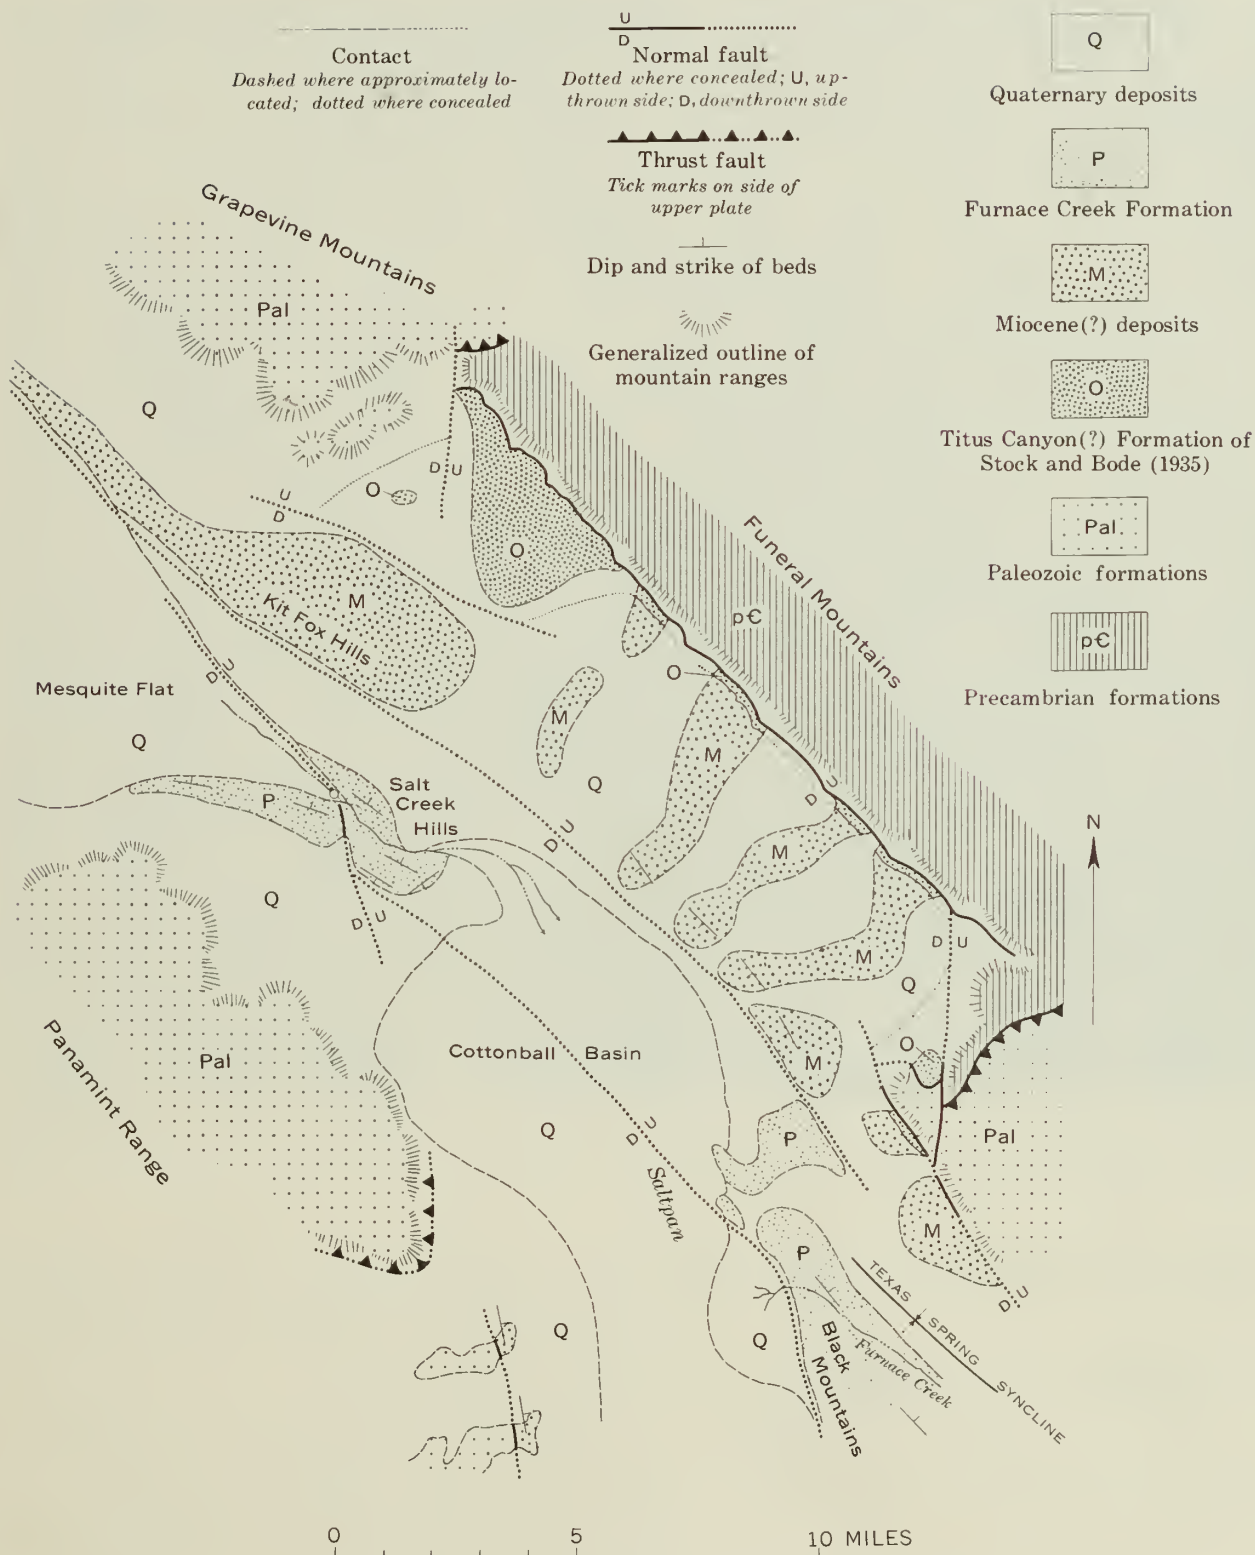 Contact
Dashed where approximately lo-
cated; dotted where concealed
U
D
Normal fault
Dotted where concealed; U, up-
thrown side; D, downthrown side
Thrust fault
Tick marks on side of
upper plate
Dip and strike of beds
Generalized outline of
mountain ranges
Q
Quaternary deposits
P
Furnace Creek Formation
M
Miocene(?) deposits
O
Titus Canyon(?) Formation of
Stock and Bode (1935)
Pal
Paleozoic formations
p€
Precambrian formations
Grapevine Mountains
Pal
Q
D U
O
U
D
O
Funeral Mountains
p€
M
Kit Fox Hills
O
Mesquite Flat
U
D
M
M
Q
Q
Salt
Creek
Hills
P
U
D
U
D
M
N
Q
D U
M
D U
Q
Panamint Range
Pal
Cottonball Basin
M
O
Q
U
D
P
Pal
Saltpan
M
P
TEXAS SPRING SYNCLINE
U
D
Q
Q
Black
Mountains
Furnace Creek
0 5 10 MILES